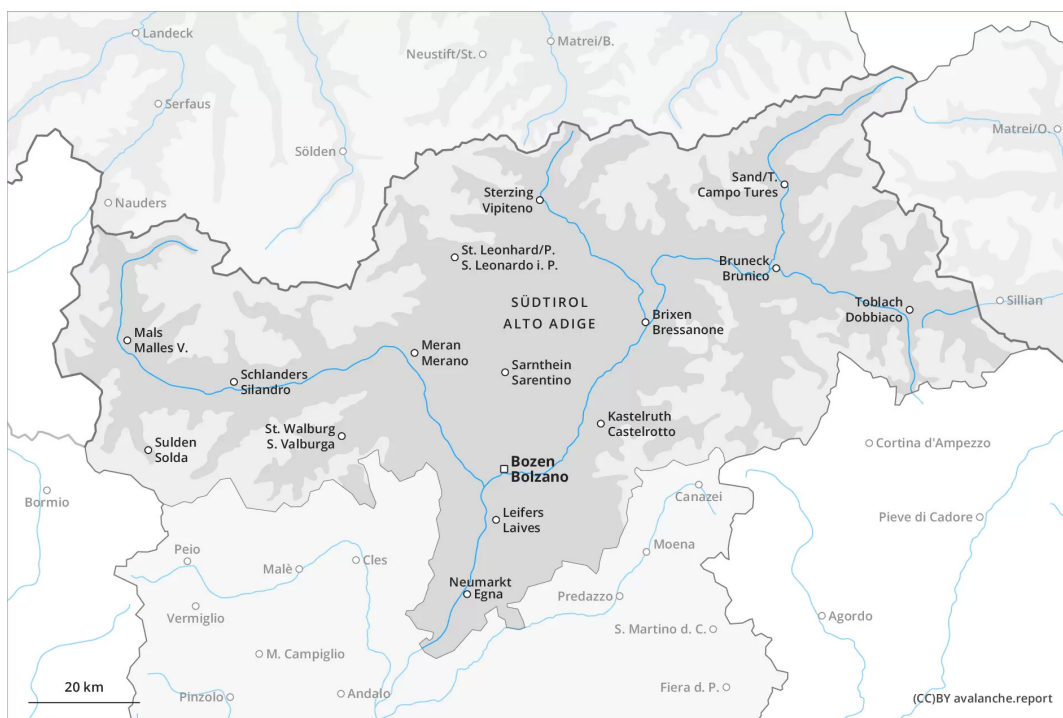 Landeck
Neustift/St.
Matrei/B.
Serfaus
Sölden
Matrei/O.
Nauders
Sterzing
Vipiteno
Sand/T.
Campo Tures
St. Leonhard/P.
S. Leonardo i. P.
Bruneck
Brunico
SÜDTIROL
ALTO ADIGE
Toblach
Dobbiaco
Sillian
Brixen
Bressanone
Mals
Malles V.
Meran
Merano
Sarnthein
Sarentino
Schlanders
Silandro
St. Walburg
S. Valburga
Kastelruth
Castelrotto
Sulden
Solda
Cortina d'Ampezzo
Bozen
Bolzano
Bormio
Canazei
Leifers
Laives
Pieve di Cadore
Peio
Malè
Cles
Moena
Neumarkt
Egna
Predazzo
Vermiglio
Agordo
S. Martino d. C.
M. Campiglio
Pinzolo
Andalo
Fiera d. P.
20 km
(CC)BY avalanche.report